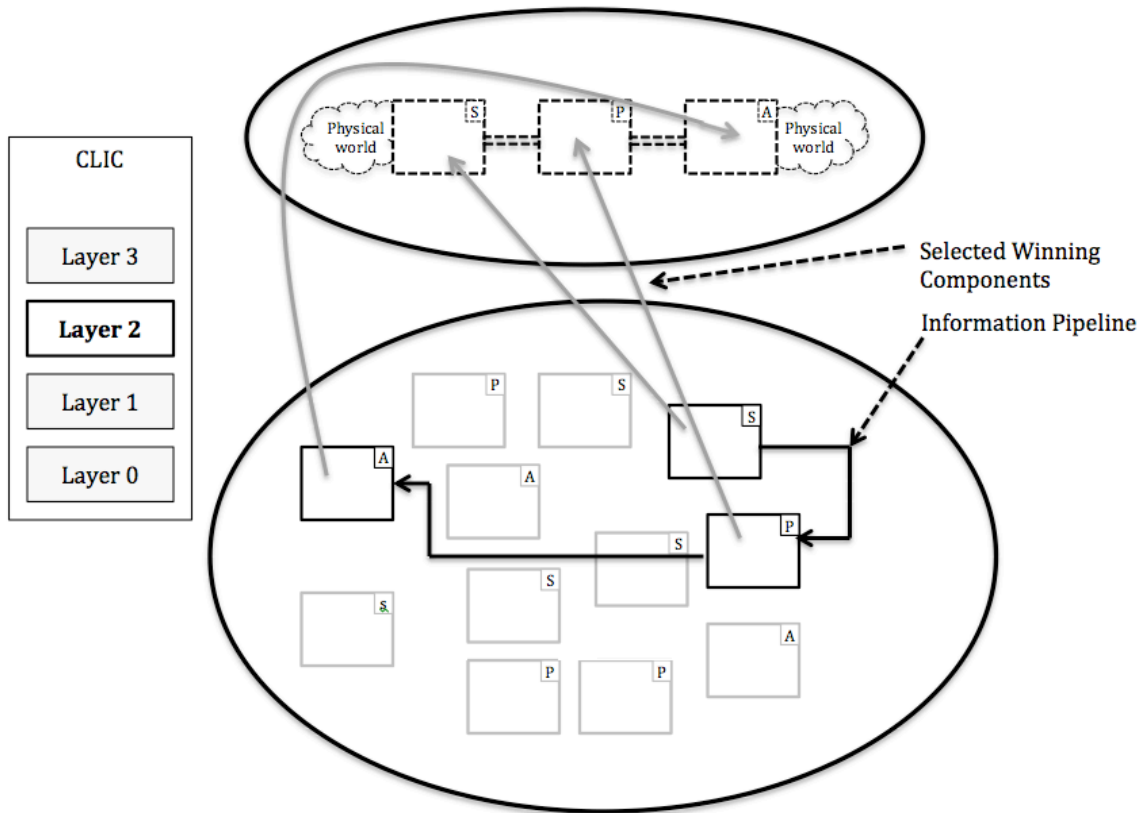 CLIC
Layer 3
Layer 2
Layer 1
Layer 0
Physical
world
S
P
A
Physical
world
Selected Winning
Components
Information Pipeline
P
S
S
A
A
P
S
S
s
A
P
P